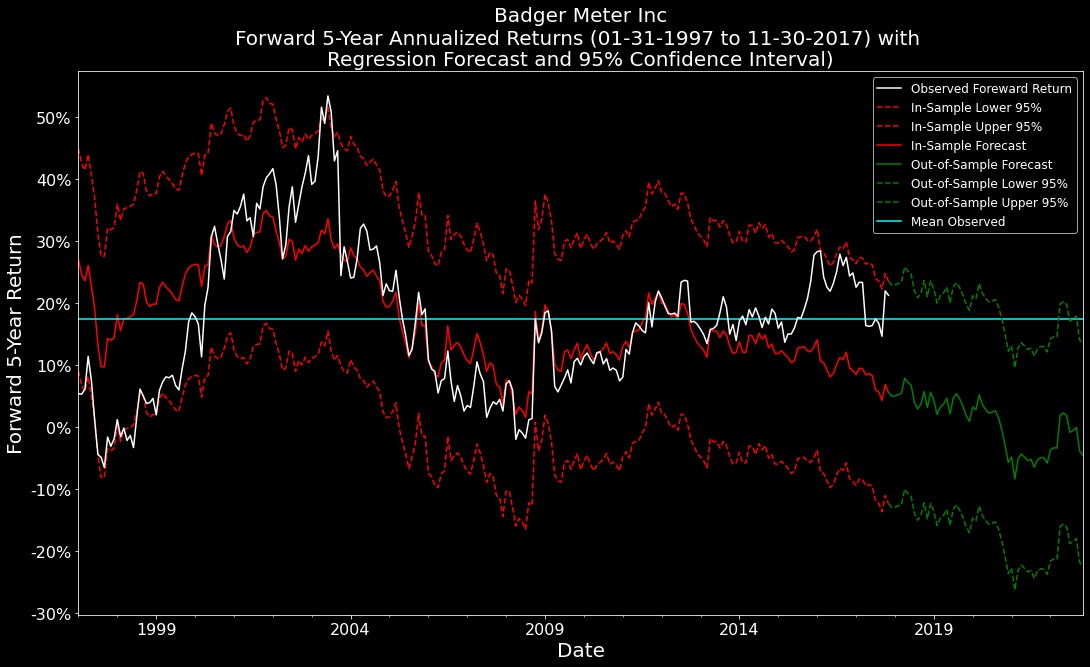 Badger Meter Inc
Forward 5-Year Annualized Returns (01-31-1997 to 11-30-2017) with
Regression Forecast and 95% Confidence Interval)
Observed Foreward Return
In-Sample Lower 95%
In-Sample Upper 95%
In-Sample Forecast
Out-of-Sample Forecast
Out-of-Sample Lower 95%
Out-of-Sample Upper 95%
Mean Observed
Forward 5-Year Return
50%
40%
30%
20%
10%
0%
-10%
-20%
-30%
1999
2004
2009
2014
2019
Date